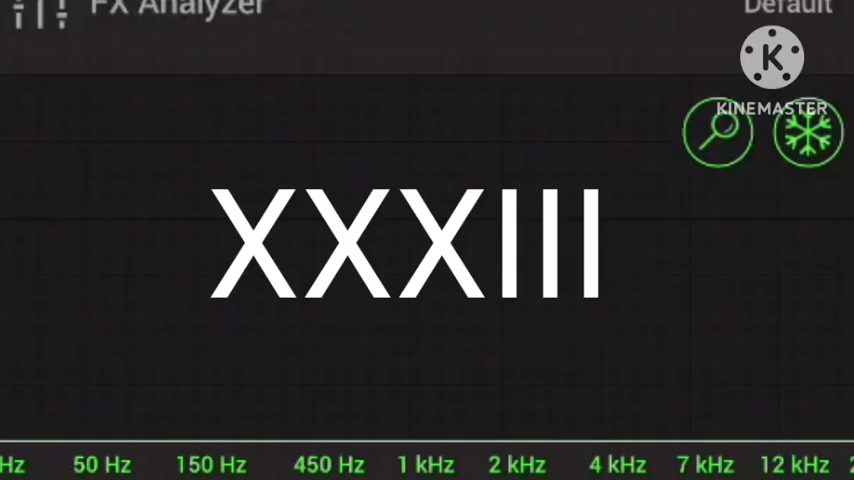 FX Analyzer
Default
K
KINEMASTER
XXXIII
Hz 50 Hz 150 Hz 450 Hz 1 kHz 2 kHz 4 kHz 7 kHz 12 kHz